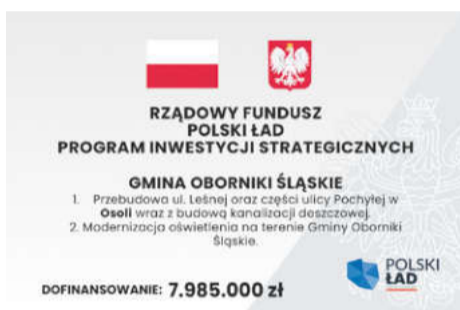 RZĄDOWY FUNDUSZ
POLSKI ŁAD
PROGRAM INWESTYCJI STRATEGICZNYCH
GMINA OBORNIKI ŚLĄSKIE
1. Przebudowa ul. Leśnej oraz części ulicy Pochyłej w
Osoli wraz z budową kanalizacji deszczowej.
2. Modernizacja oświetlenia na terenie Gminy Oborniki
Śląskie.
DOFINANSOWANIE: 7.985.000 zł
POLSKI
ŁAD